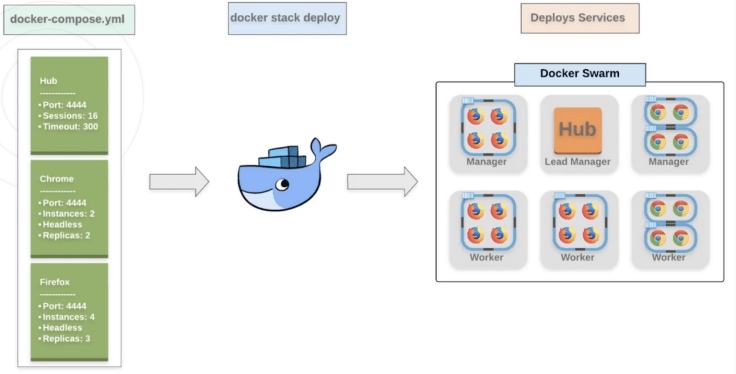 docker-compose.yml
docker stack deploy
Deploys Services
Hub
------------
• Port: 4444
• Sessions: 16
• Timeout: 300
Chrome
------------
• Port: 4444
• Instances: 2
• Headless
• Replicas: 2
Firefox
------------
• Port: 4444
• Instances: 4
• Headless
• Replicas: 3
Docker Swarm
Manager
Hub
Lead Manager
Manager
Worker
Worker
Worker